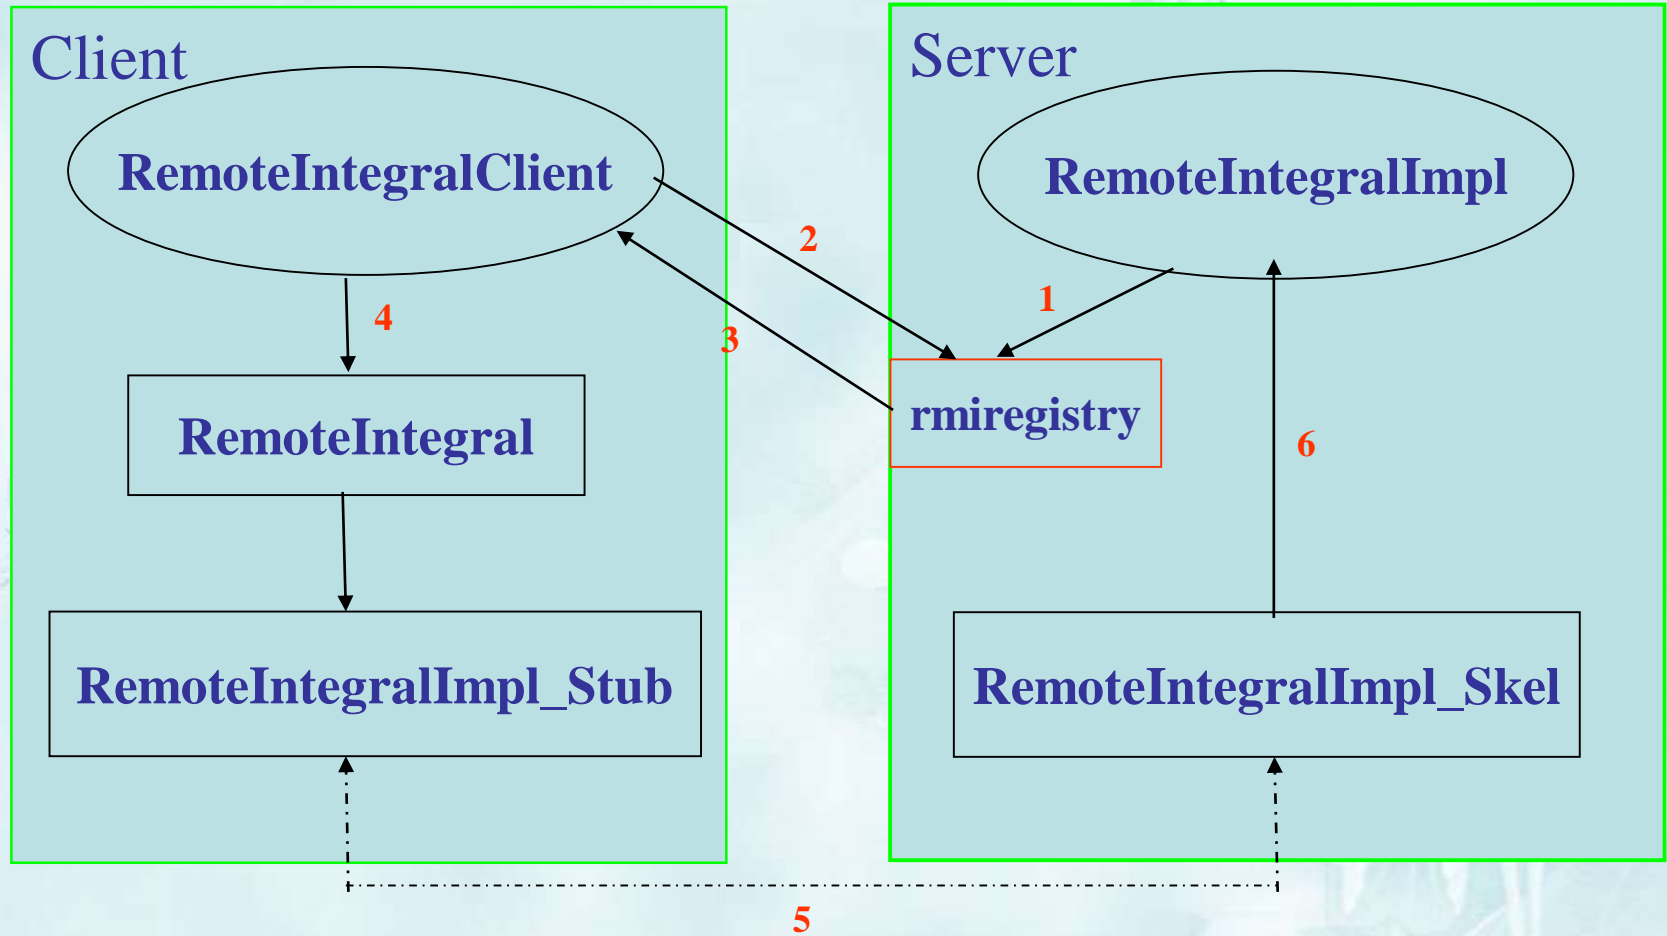 Client
Server
RemoteIntegralClient
RemoteIntegralImpl
2
1
4
3
rmiregistry
RemoteIntegral
6
RemoteIntegralImpl_Stub
RemoteIntegralImpl_Skel
5